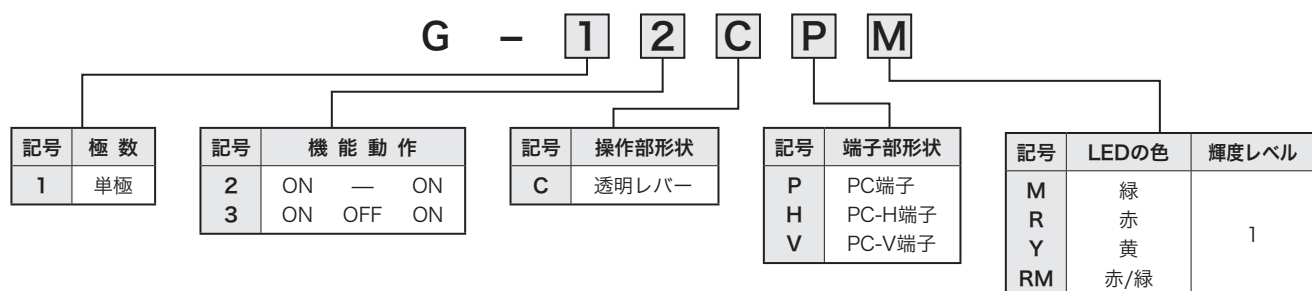 G – 1 2 C P M
記号 極 数
1 単極
記号 機 能 動 作
2 ON — ON
3 ON OFF ON
記号 操作部形状
C 透明レバー
記号 端子部形状
P PC端子
H PC-H端子
V PC-V端子
記号 LEDの色 輝度レベル
M 緑
R 赤
1
Y 黄
RM 赤/緑